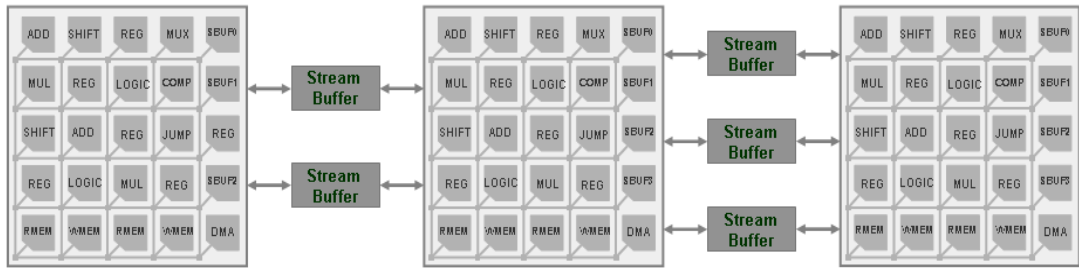 ADD SHIFT REG MUX SBUF0
MUL REG LOGIC COMP SBUF1
SHIFT ADD REG JUMP REG
REG LOGIC MUL REG SBUF2
RMEM WMEM RMEM WMEM DMA
Stream
Buffer
Stream
Buffer
ADD SHIFT REG MUX SBUF0
MUL REG LOGIC COMP SBUF1
SHIFT ADD REG JUMP SBUF2
REG LOGIC MUL REG SBUF3
RMEM WMEM RMEM WMEM DMA
Stream
Buffer
Stream
Buffer
Stream
Buffer
ADD SHIFT REG MUX SBUF0
MUL REG LOGIC COMP SBUF1
SHIFT ADD REG JUMP SBUF2
REG LOGIC MUL REG SBUF3
RMEM WMEM RMEM WMEM DMA